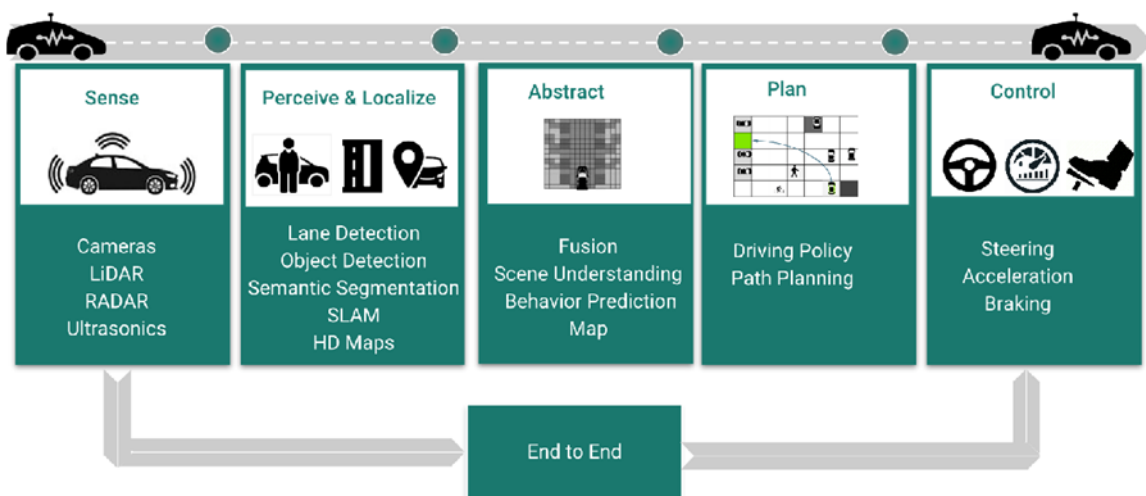 Sense
Cameras
LiDAR
RADAR
Ultrasonics
Perceive & Localize
Lane Detection
Object Detection
Semantic Segmentation
SLAM
HD Maps
Abstract
Fusion
Scene Understanding
Behavior Prediction
Map
Plan
Driving Policy
Path Planning
Control
Steering
Acceleration
Braking
End to End